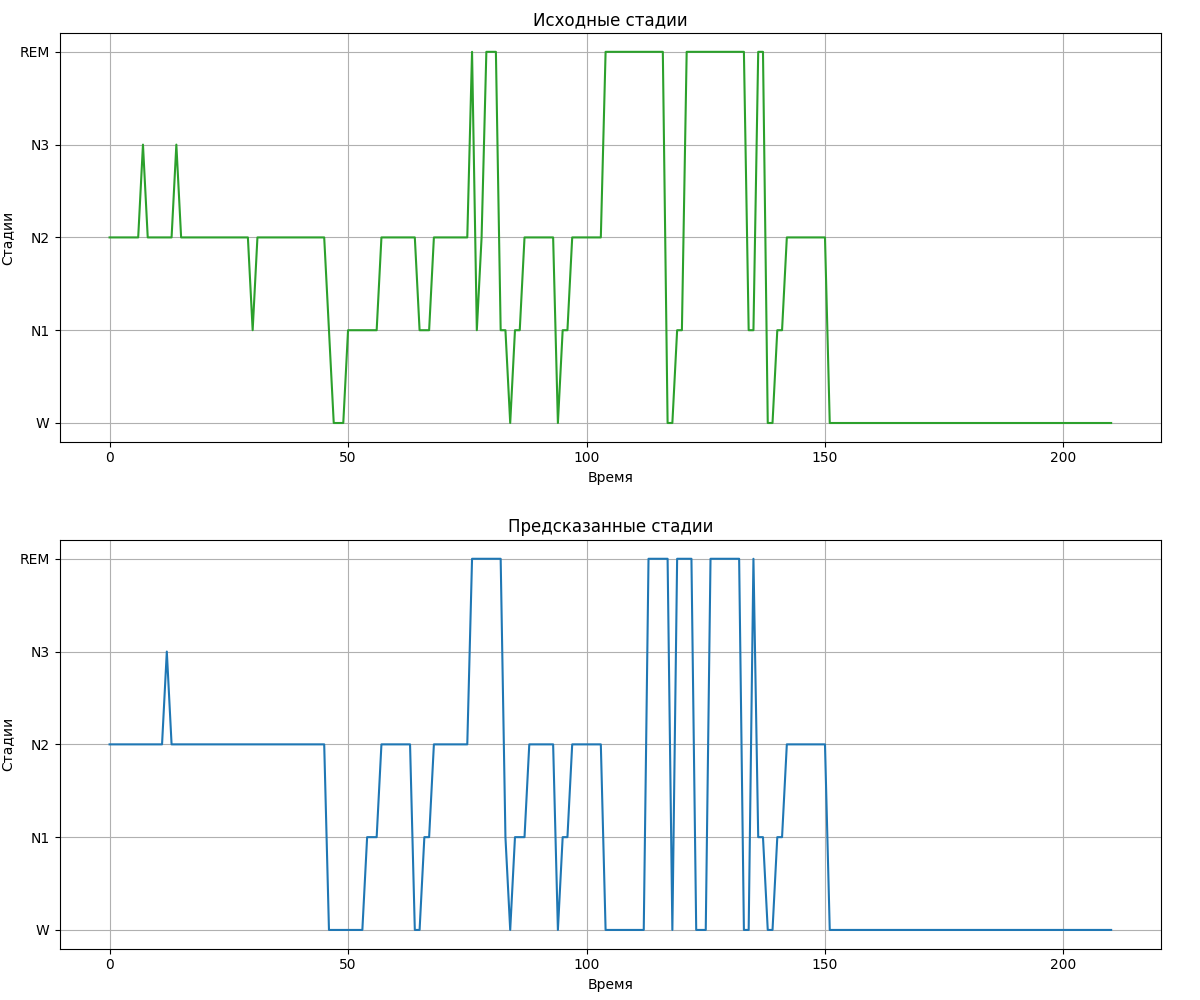 Исходные стадии
REM
N3
N2
N1
W
Стадии
0 50 100 150 200
Время
Предсказанные стадии
REM
N3
N2
N1
W
Стадии
0 50 100 150 200
Время